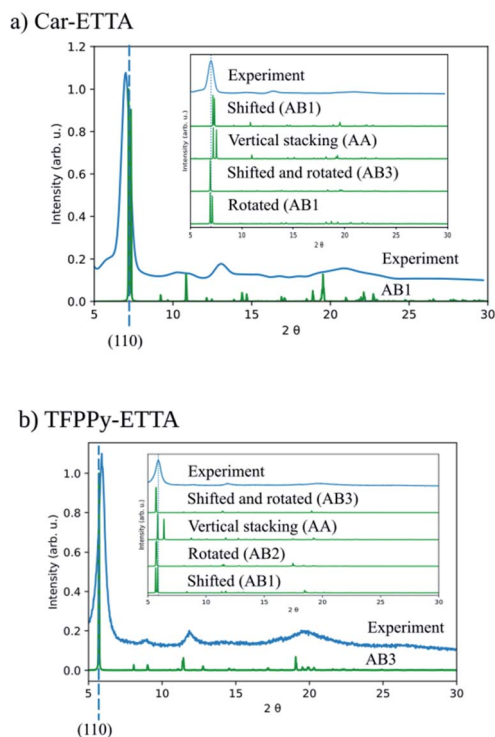 a) Car-ETTA
1.2
1.0
0.8
0.6
0.4
0.2
0.0
Intensity (arb. u.)
Intensity (arb. u.)
Experiment
Shifted (AB1)
Vertical stacking (AA)
Shifted and rotated (AB3)
Rotated (AB1
5 10 15 20 25 30
2 θ
Experiment
AB1
5 10 15 20 25 30
(110)
2 θ
b) TFPPy-ETTA
1.0
0.8
0.6
0.4
0.2
0.0
Intensity (arb. u.)
Intensity (arb. u.)
Experiment
Shifted and rotated (AB3)
Vertical stacking (AA)
Rotated (AB2)
Shifted (AB1)
5 10 15 20 25 30
2 θ
Experiment
AB3
5 10 15 20 25 30
2 θ
(110)